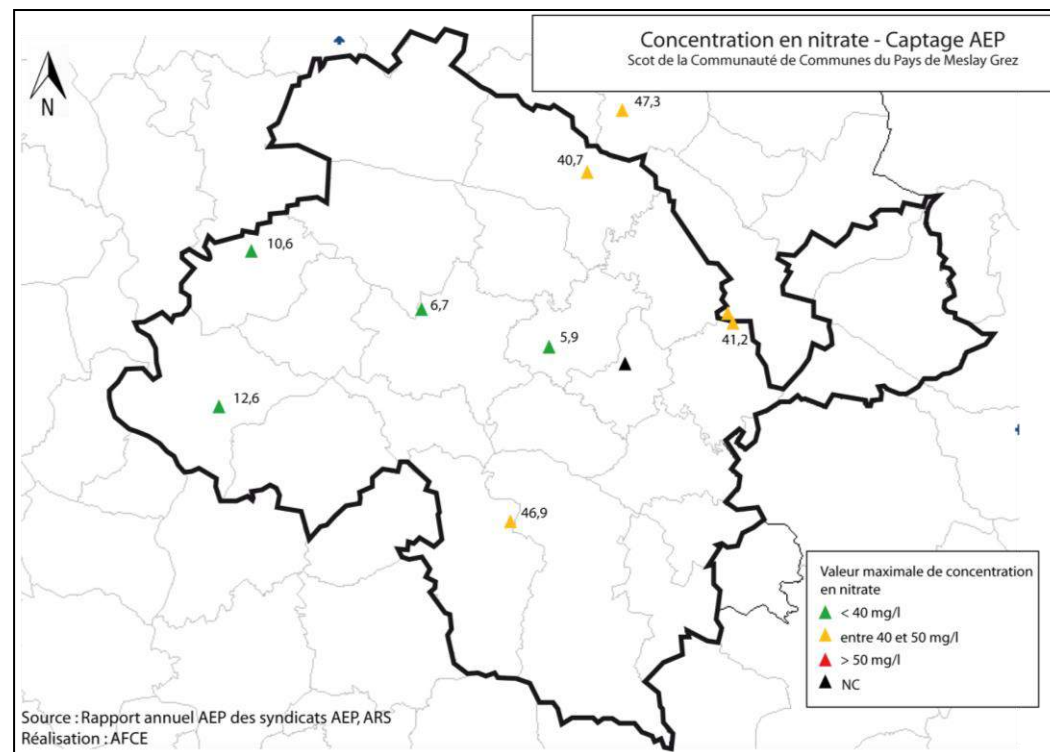 Concentration en nitrate - Captage AEP
Scot de la Communauté de Communes du Pays de Meslay Grez
N
47,3
40,7
10,6
6,7
5,9
41,2
12,6
46,9
Valeur maximale de concentration
en nitrate
< 40 mg/l
entre 40 et 50 mg/l
> 50 mg/l
NC
Source : Rapport annuel AEP des syndicats AEP, ARS
Réalisation : AFCE